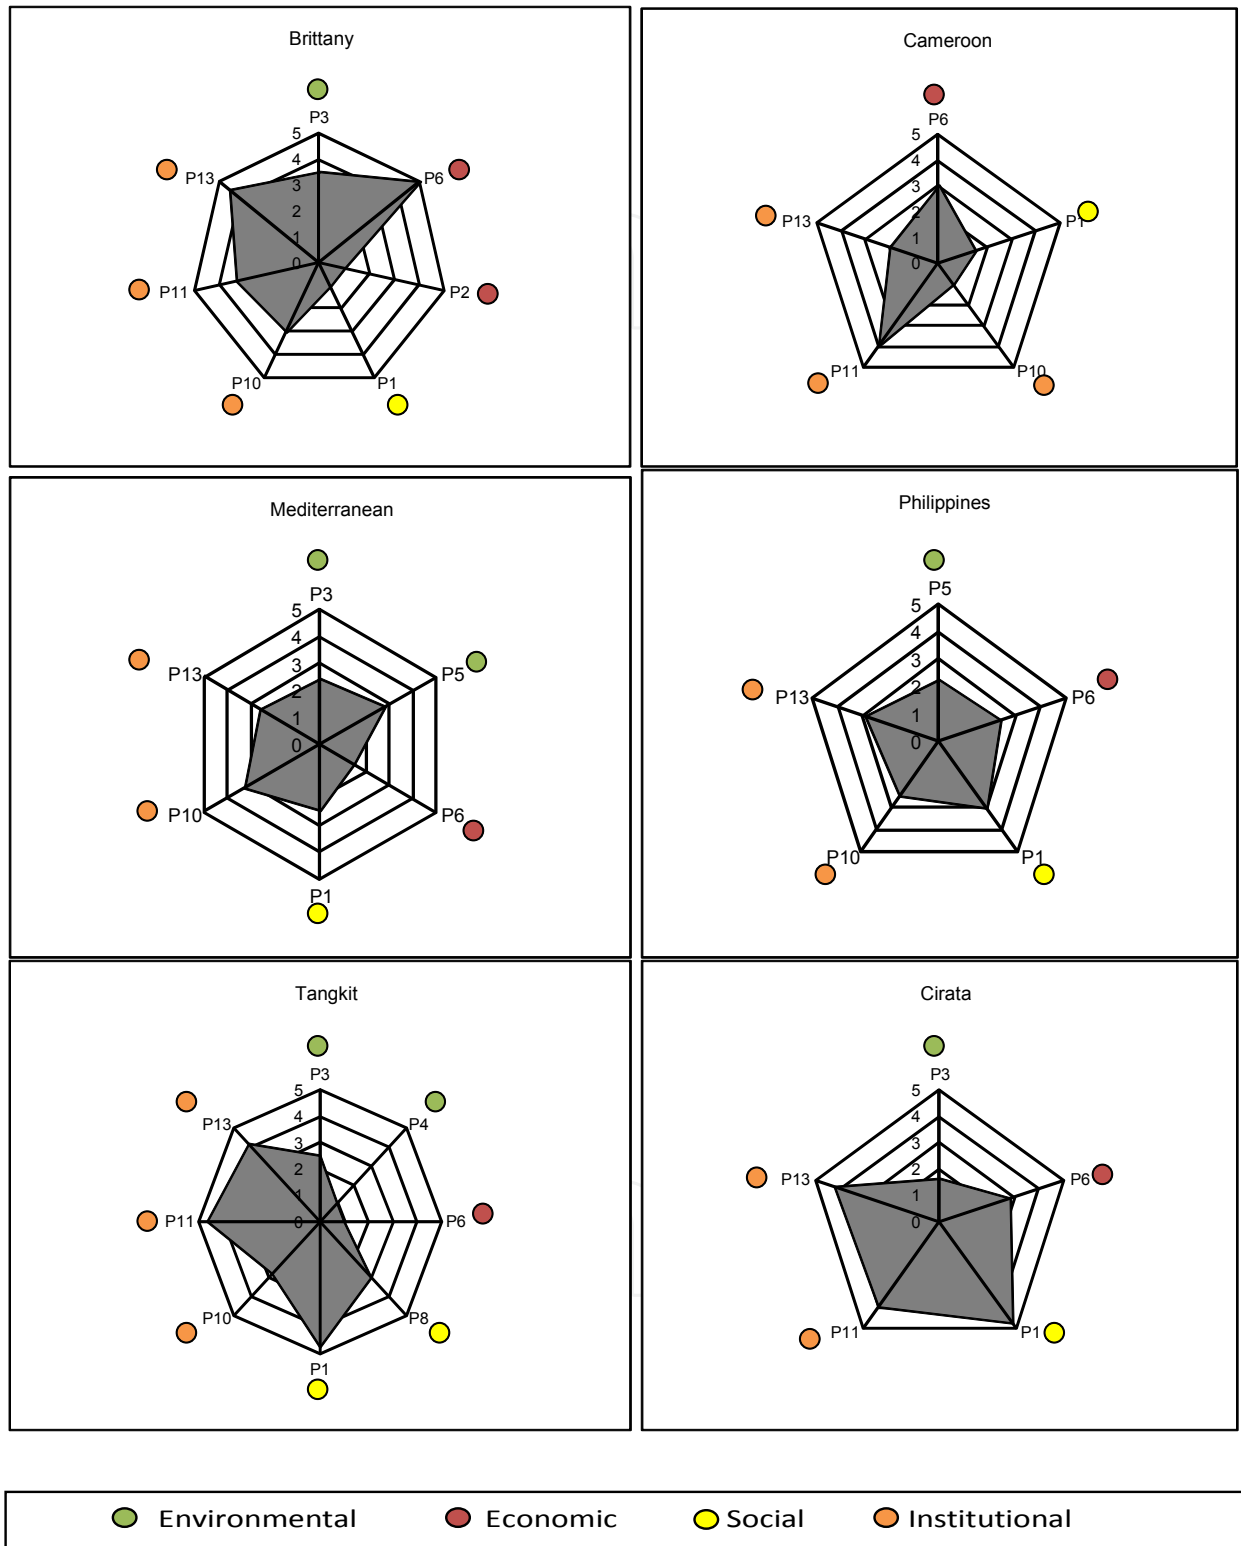 Brittany
P3
5
4
3
2
1
0
P6
P2
P1
P10
P11
P13
Cameroon
P6
5
4
3
2
1
0
P1
P10
P11
P13
Mediterranean
P3
5
4
3
2
1
0
P5
P6
P1
P10
P13
Philippines
P5
5
4
3
2
1
0
P6
P1
P10
P13
Tangkit
P3
5
4
3
2
1
0
P4
P6
P8
P1
P10
P11
P13
Cirata
P3
5
4
3
2
1
0
P6
P1
P11
P13
Environmental Economic Social Institutional